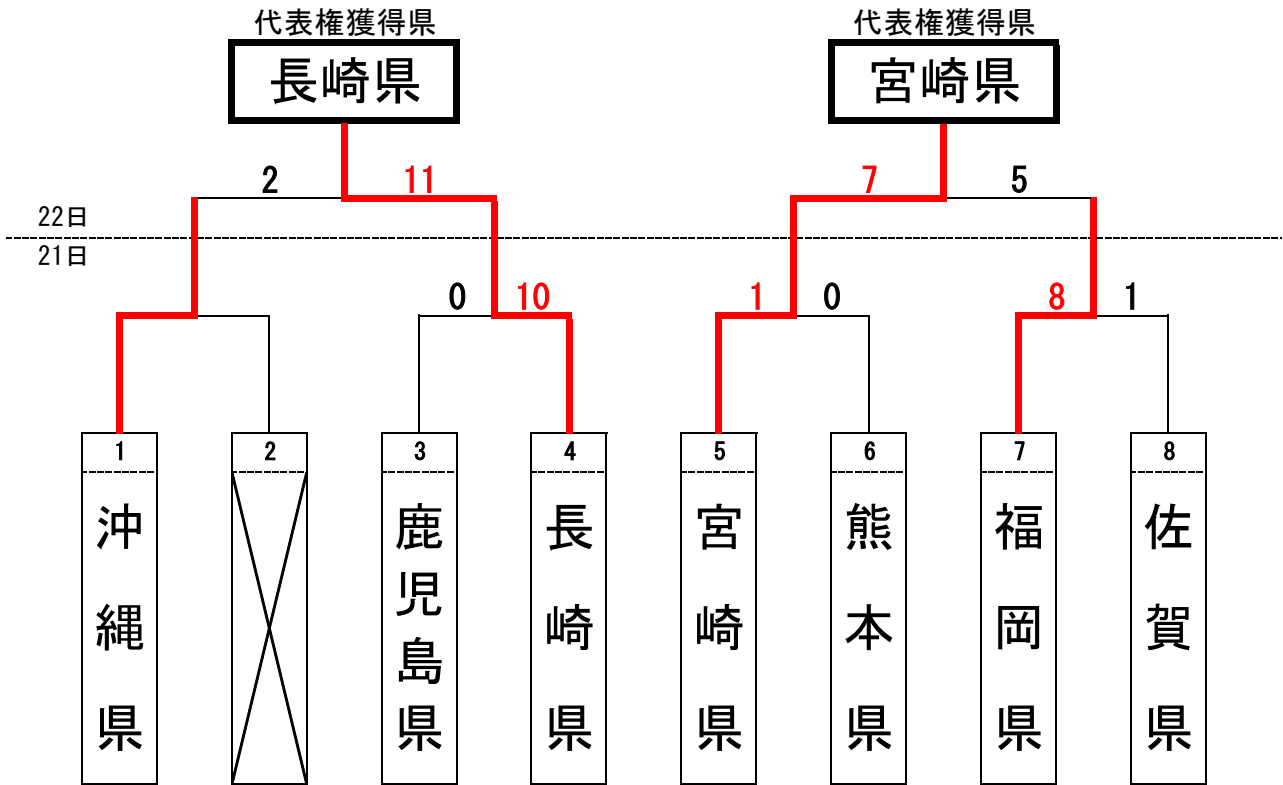 代表権獲得県 代表権獲得県
長崎県 宮崎県
2 11 7 5
22日
21日
0 10 1 0 8 1
1 2 3 4 5 6 7 8
沖縄県
鹿児島県
長崎県
宮崎県
熊本県
福岡県
佐賀県